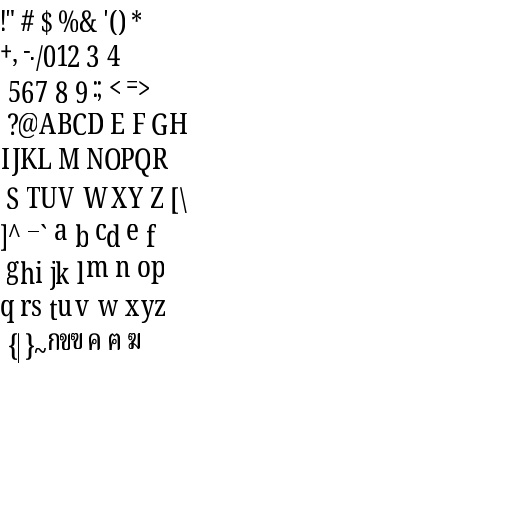 !" # $ %& '() *
+, -./012 3 4
567 8 9 :; < =>
?@ABCD E F GH
IJKL M NOPQR
S TUV WXY Z [\
]^ _` a b cd e f
ghi jk lm n op
q rs tuv w xyz
{| }~กขฃ ค ฅ ฆ